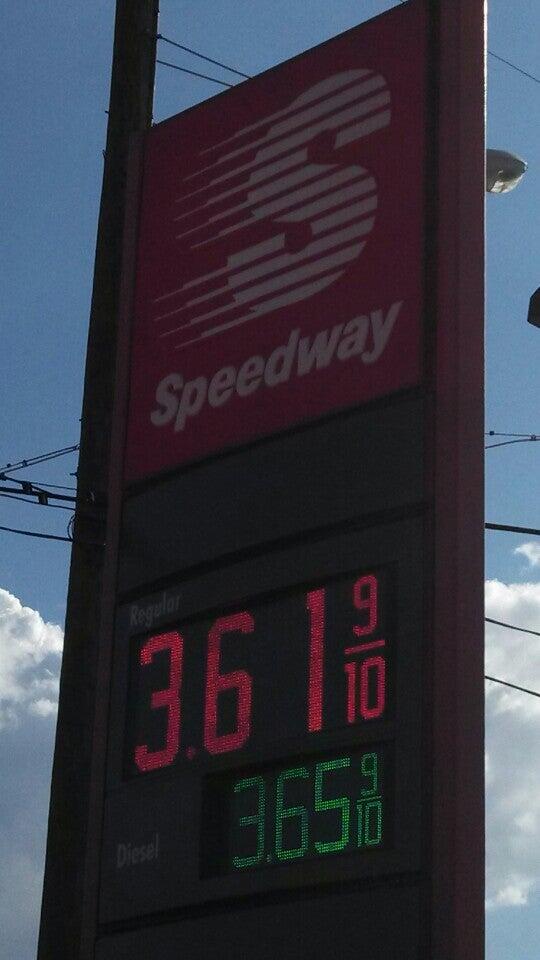 S
Speedway
Regular
3.61 9/10
Diesel
3.65 9/10